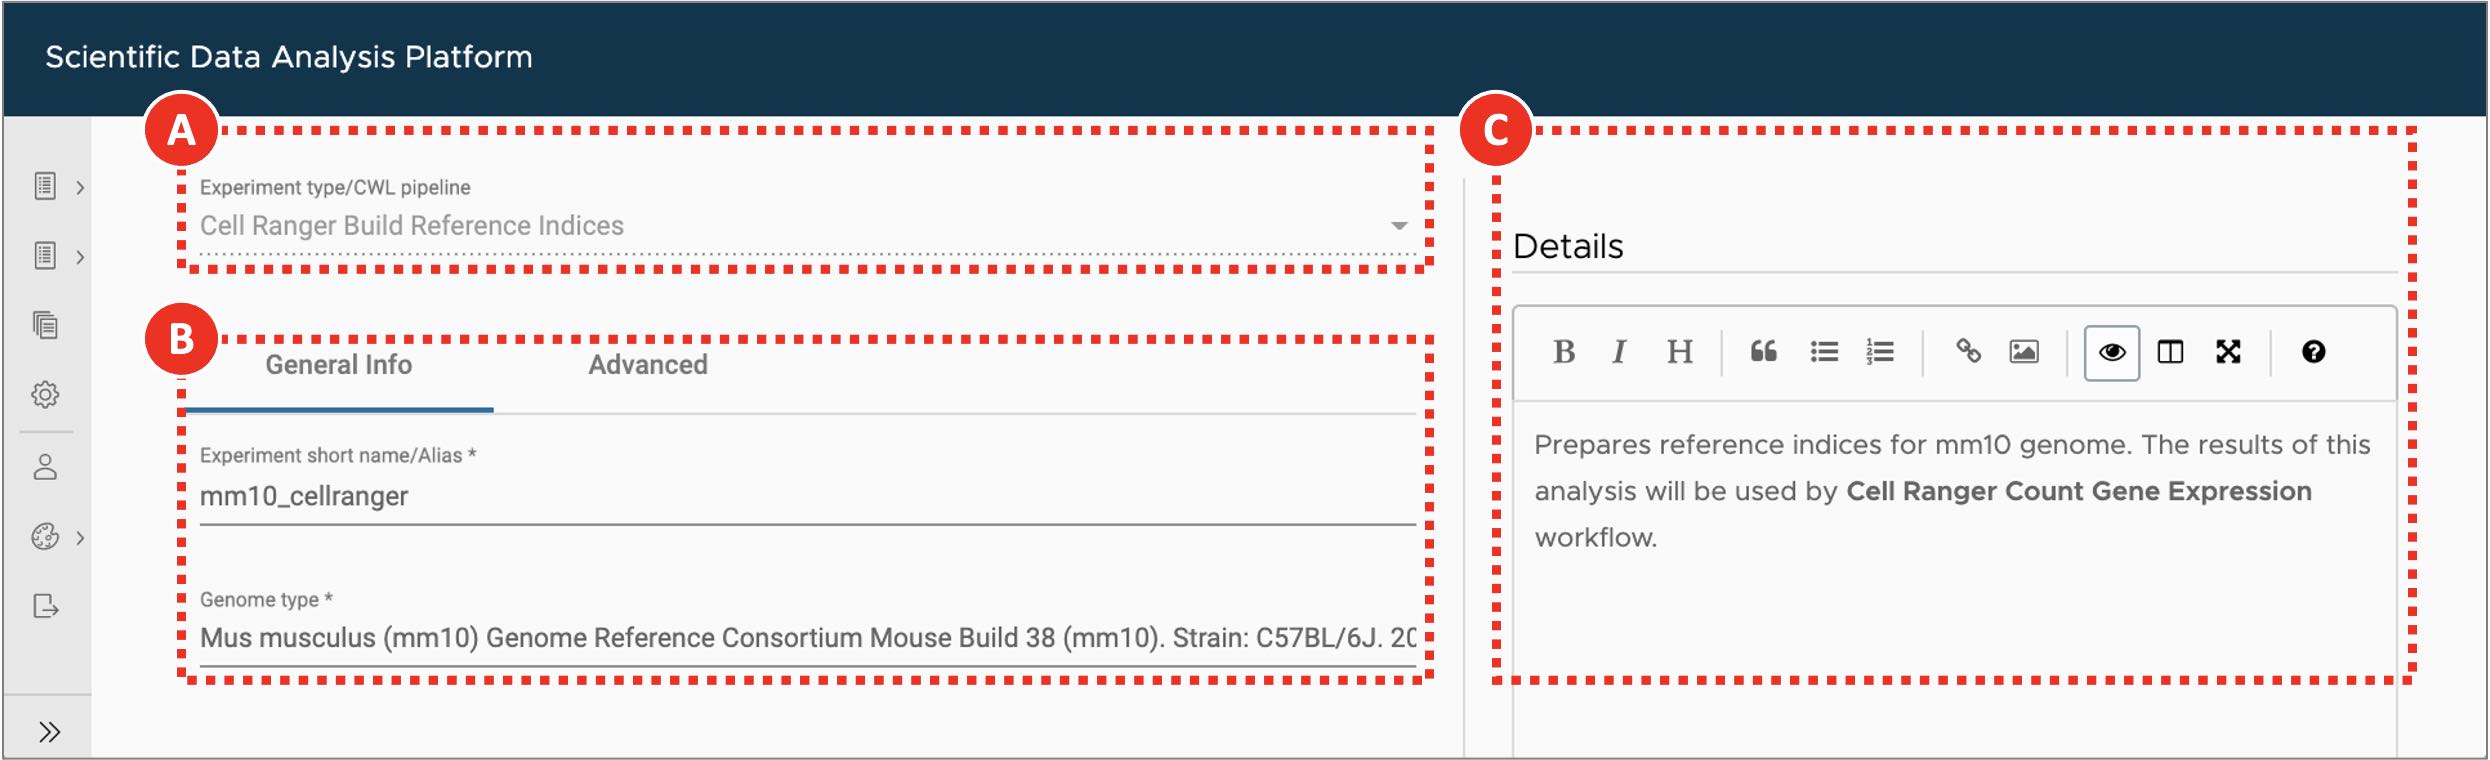 Scientific Data Analysis Platform
A
Experiment type/CWL pipeline
Cell Ranger Build Reference Indices
B
General Info Advanced
Experiment short name/Alias *
mm10_cellranger
Genome type *
Mus musculus (mm10) Genome Reference Consortium Mouse Build 38 (mm10). Strain: C57BL/6J. 20
C
Details
B I H
Prepares reference indices for mm10 genome. The results of this
analysis will be used by Cell Ranger Count Gene Expression
workflow.